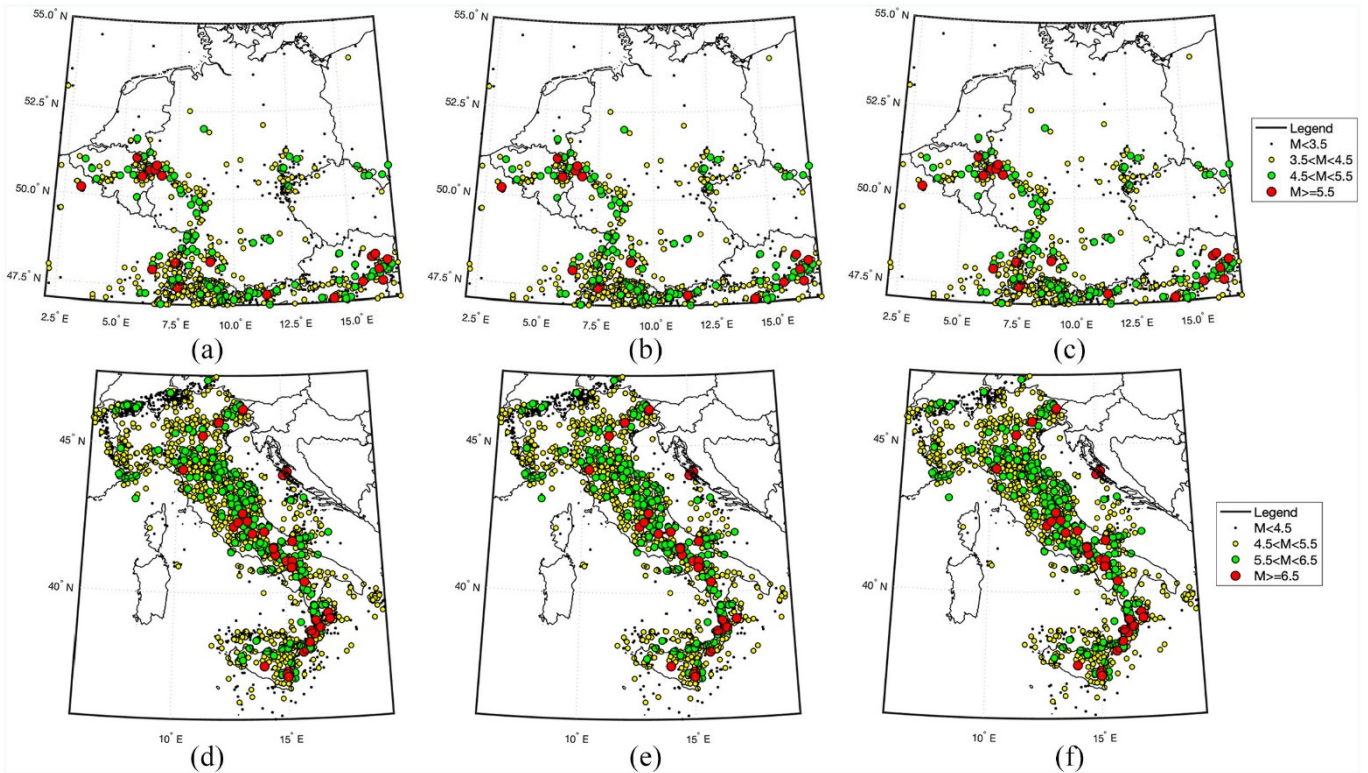 55.0° N
52.5° N
50.0° N
47.5° N
2.5° E 5.0° E 7.5° E 10.0° E 12.5° E 15.0° E
(a)
55.0° N
52.5° N
50.0° N
47.5° N
2.5° E 5.0° E 7.5° E 10.0° E 12.5° E 15.0° E
(b)
55.0° N
52.5° N
50.0° N
47.5° N
2.5° E 5.0° E 7.5° E 10.0° E 12.5° E 15.0° E
(c)
Legend
M<3.5
3.5<M<4.5
4.5<M<5.5
M>=5.5
45° N
40° N
10° E 15° E
(d)
45° N
40° N
10° E 15° E
(e)
45° N
40° N
10° E 15° E
(f)
Legend
M<4.5
4.5<M<5.5
5.5<M<6.5
M>=6.5